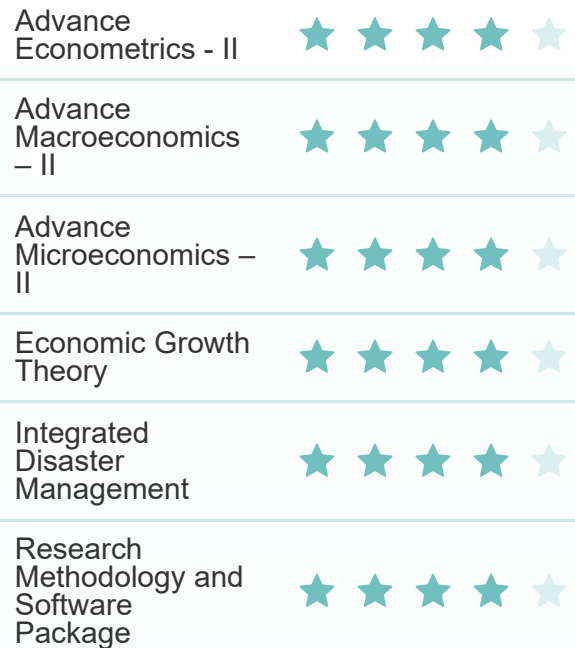 Advance
Econometrics - II
Advance
Macroeconomics
– II
Advance
Microeconomics –
II
Economic Growth
Theory
Integrated
Disaster
Management
Research
Methodology and
Software
Package